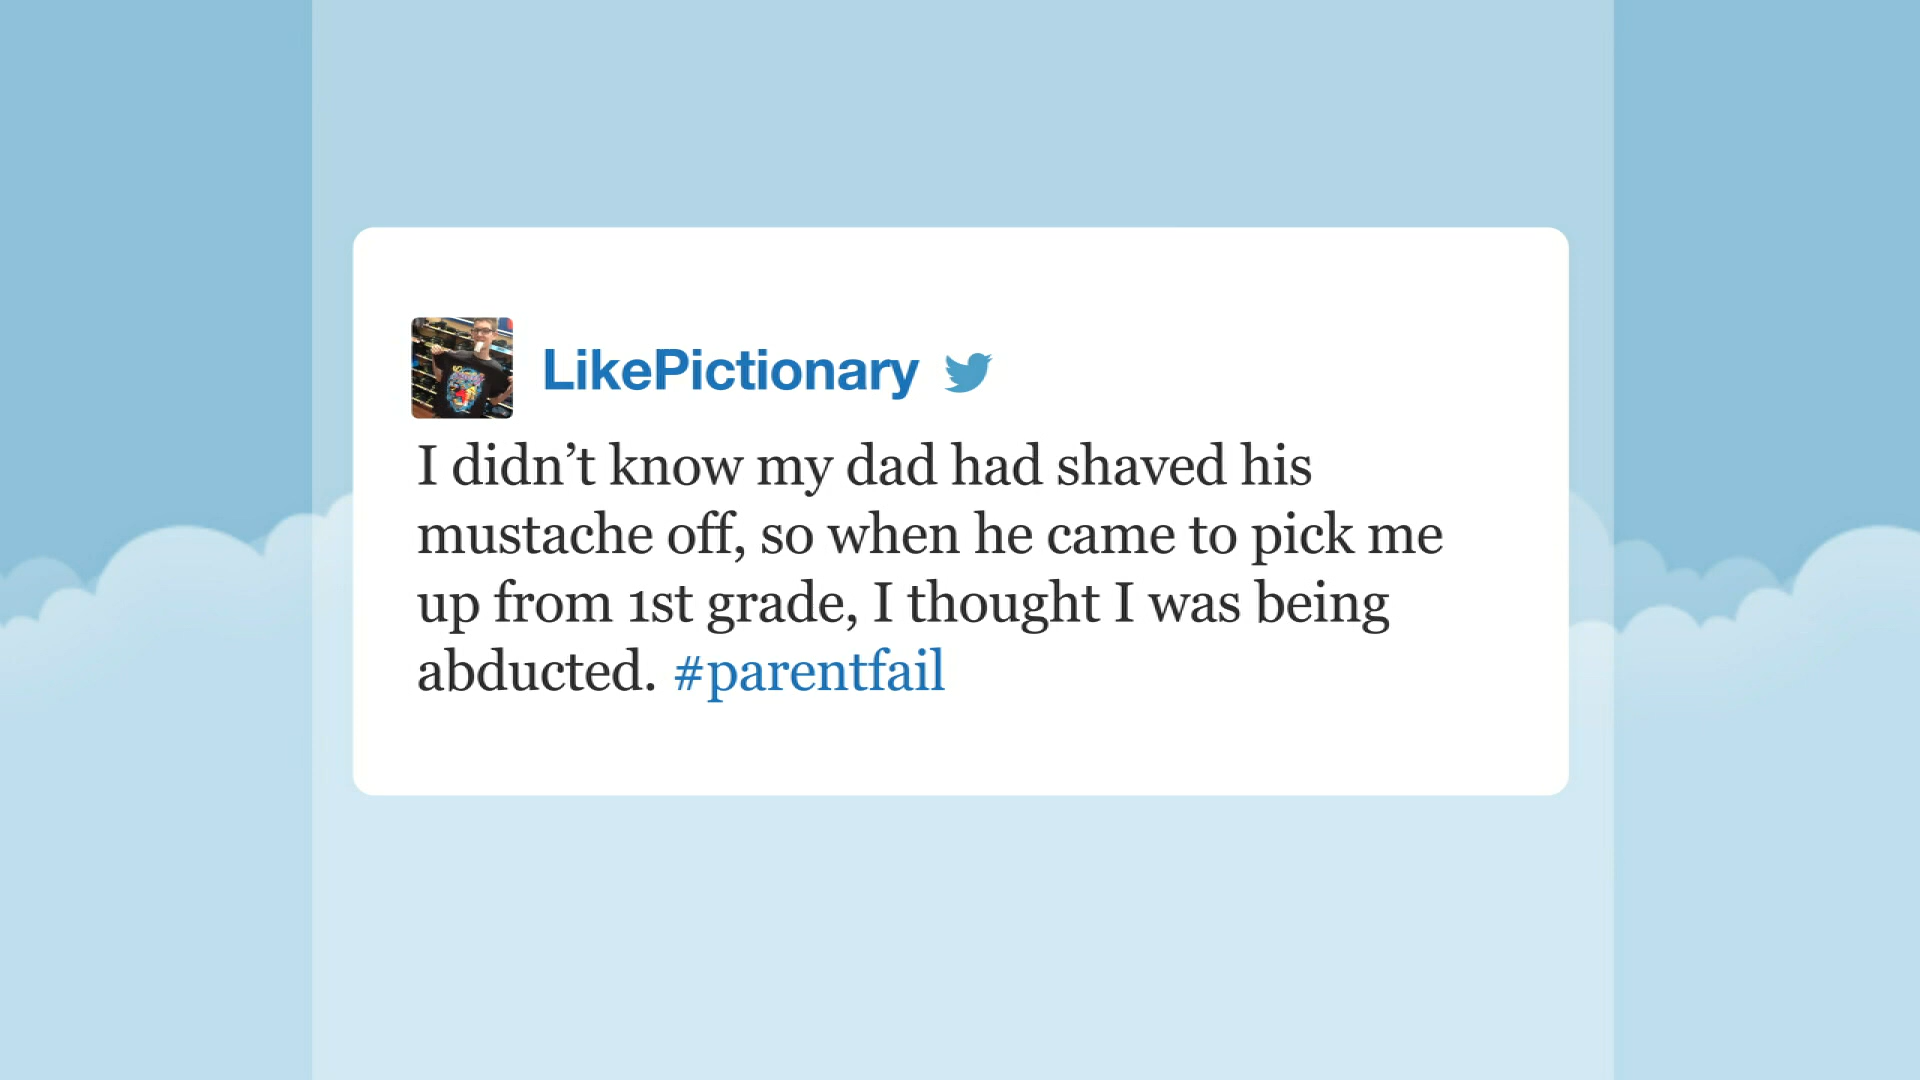 LikePictionary
I didn’t know my dad had shaved his
mustache off, so when he came to pick me
up from 1st grade, I thought I was being
abducted. #parentfail